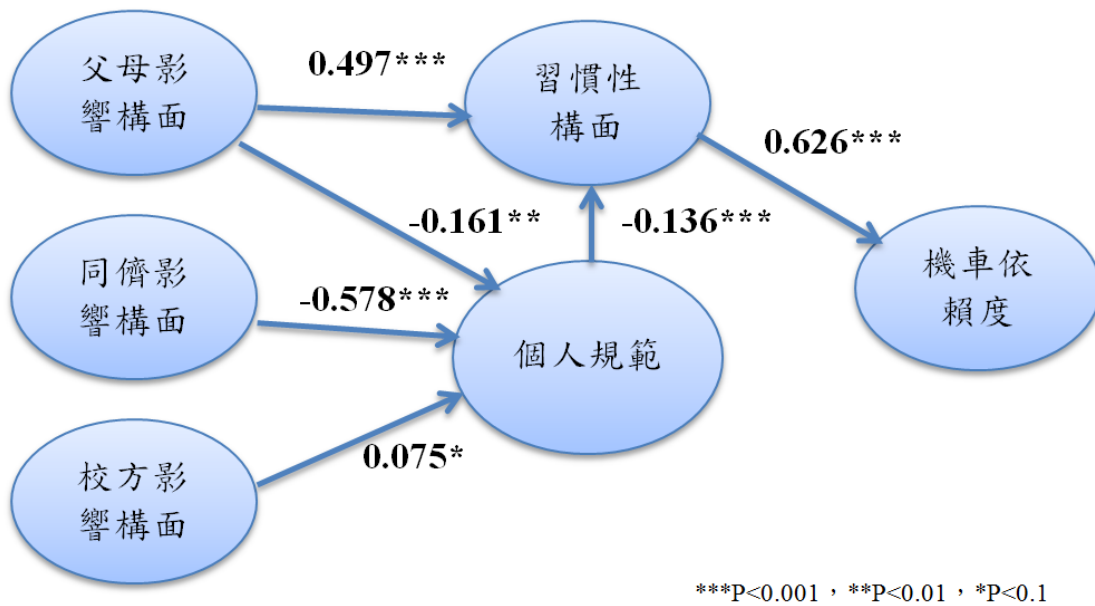 父母影
響構面
0.497***
習慣性
構面
0.626***
-0.161**
-0.136***
同儕影
響構面
-0.578***
機車依
賴度
個人規範
校方影
響構面
0.075*
***P<0.001，**P<0.01，*P<0.1